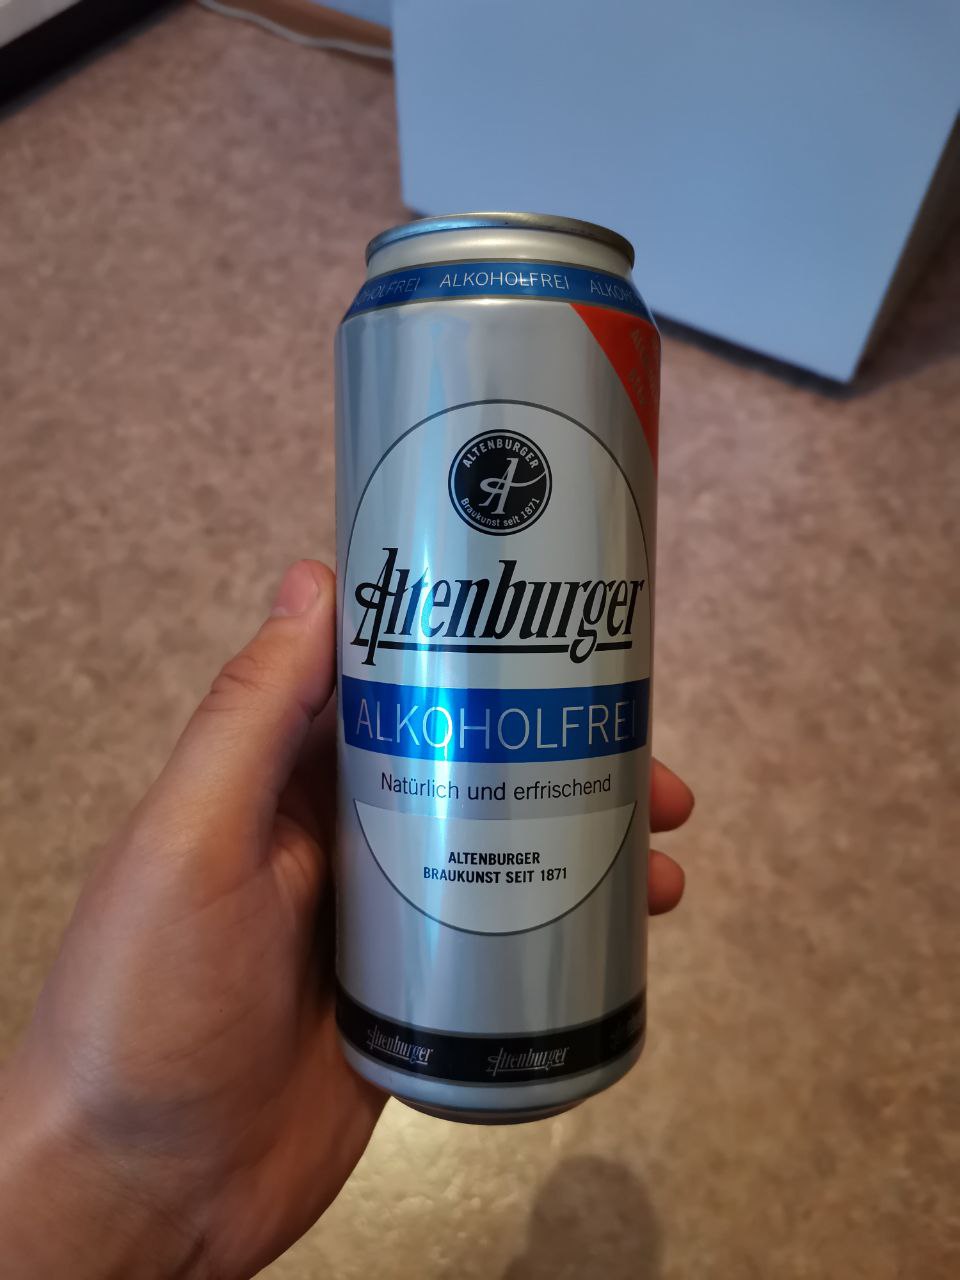 ALKOHOLFREI ALKOHOLFREI
ALTENBURGER
Braukunst seit 1871
Altenburger
ALKOHOLFREI
Natürlich und erfrischend
ALTENBURGER
BRAUKUNST SEIT 1871
Altenburger Altenburger